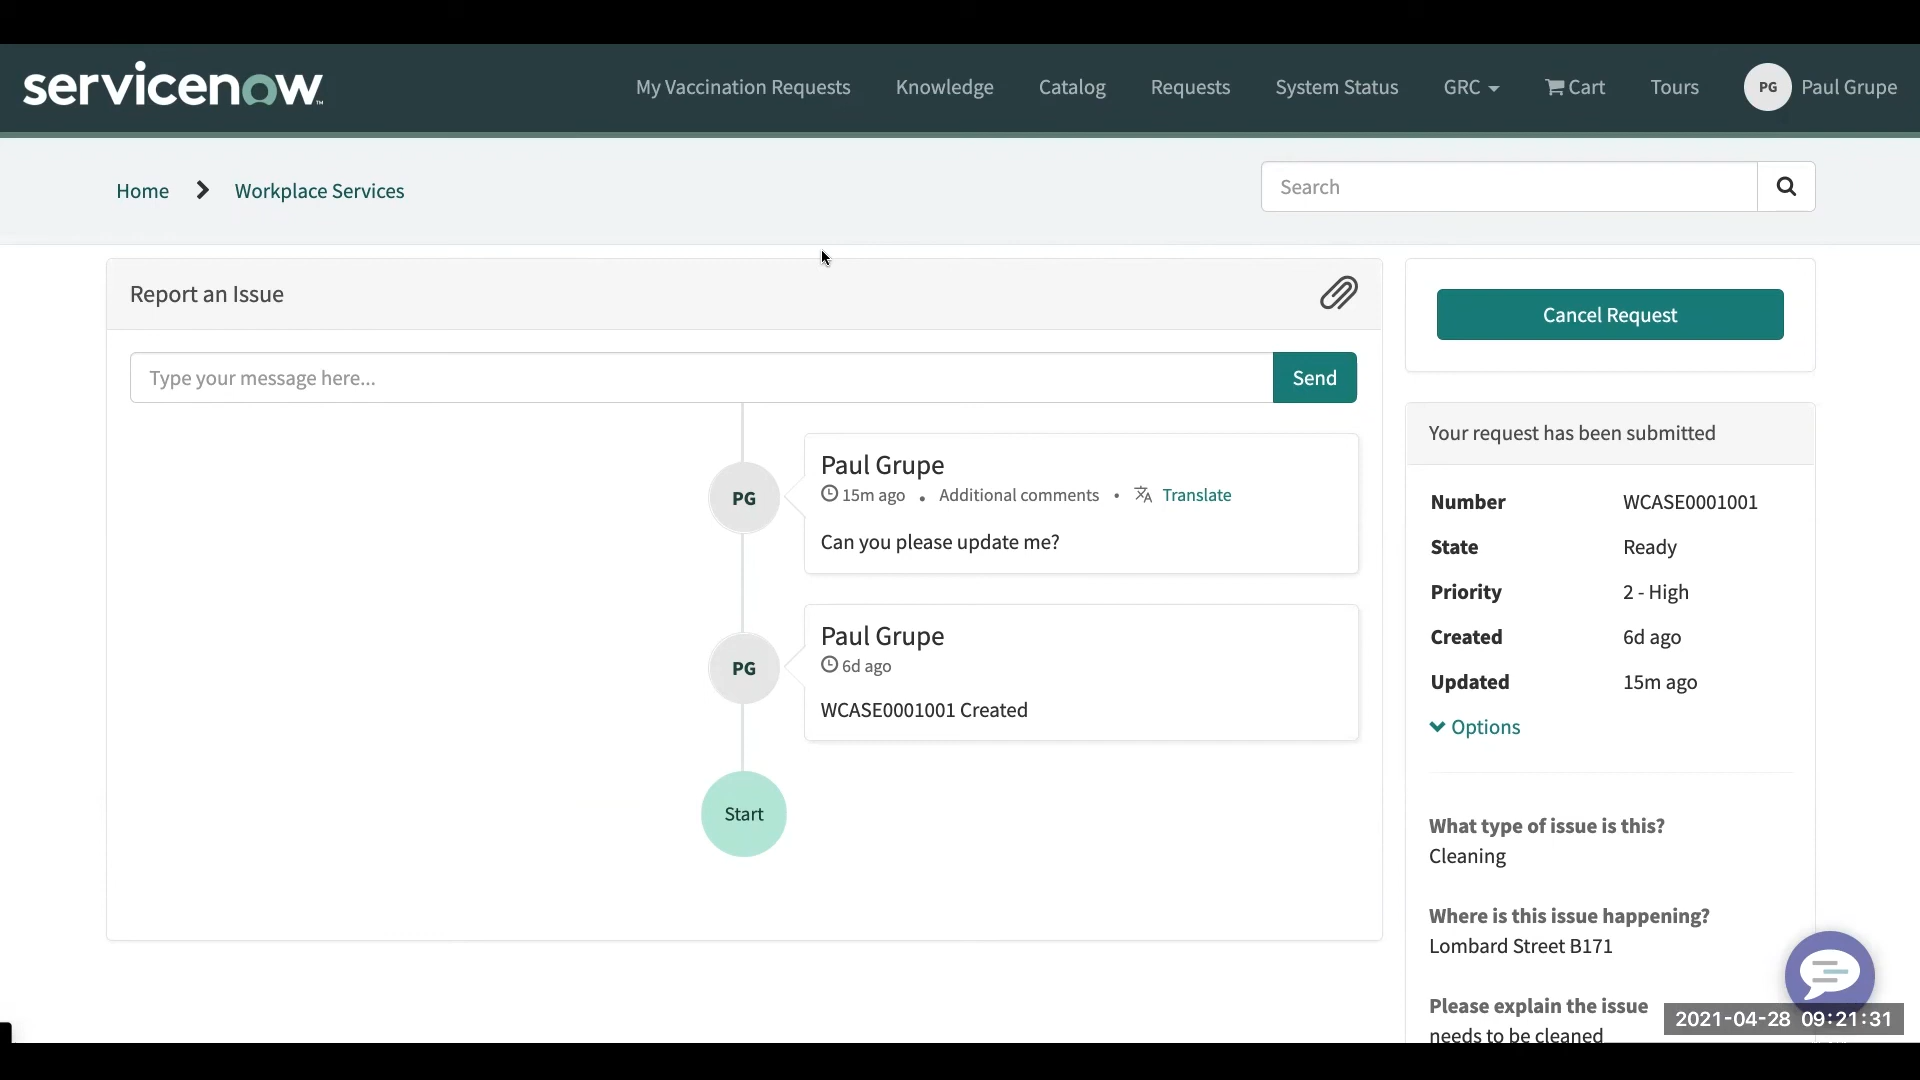 servicenow
My Vaccination Requests
Knowledge
Catalog
Requests
System Status
GRC
Cart
Tours
PG
Paul Grupe
Home
Workplace Services
Search
Report an Issue
Type your message here...
Send
PG
Paul Grupe
15m ago . Additional comments • Translate
Can you please update me?
PG
Paul Grupe
6d ago
WCASE0001001 Created
Start
Cancel Request
Your request has been submitted
Number WCASE0001001
State Ready
Priority 2 - High
Created 6d ago
Updated 15m ago
Options
What type of issue is this?
Cleaning
Where is this issue happening?
Lombard Street B171
Please explain the issue
needs to be cleaned
2021-04-28 09:21:31